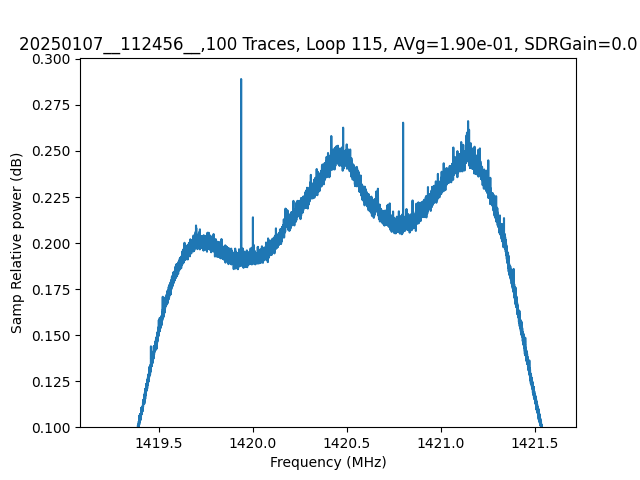 20250107__112456__,100 Traces, Loop 115, AVg=1.90e-01, SDRGain=0.0
0.300
0.275
0.250
0.225
0.200
0.175
0.150
0.125
0.100
Samp Relative power (dB)
1419.5 1420.0 1420.5 1421.0 1421.5
Frequency (MHz)